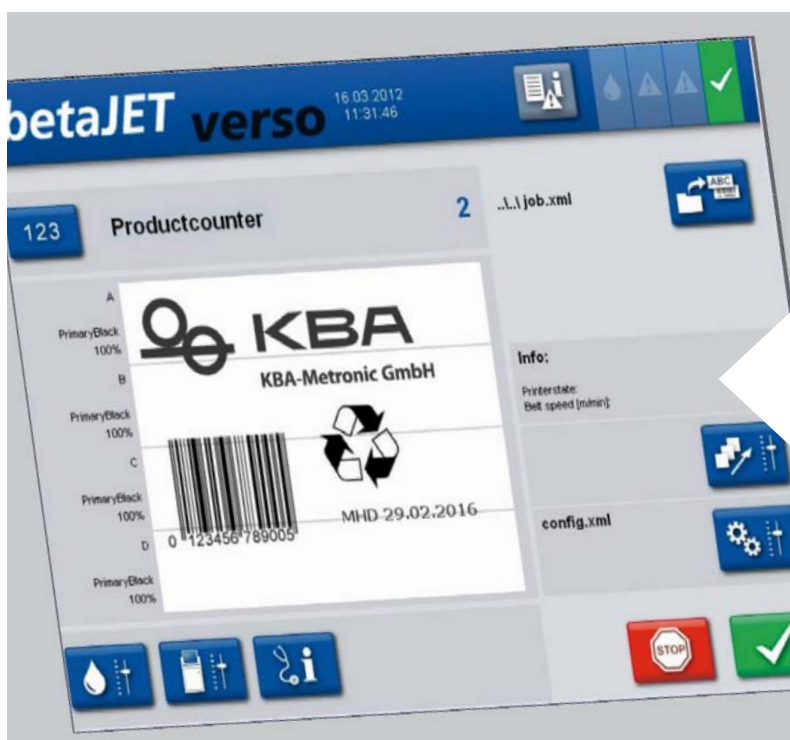 betaJET verso
16.03.2012
11:31:46
123
Productcounter
2
..\..\ job.xml
ABC
A
PrimaryBlack
100%
B
PrimaryBlack
100%
C
PrimaryBlack
100%
D
PrimaryBlack
100%
KBA
KBA-Metronic GmbH
0 123456 789005
MHD 29.02.2016
Info:
Printerstate:
Belt speed [m/min]:
config.xml
STOP